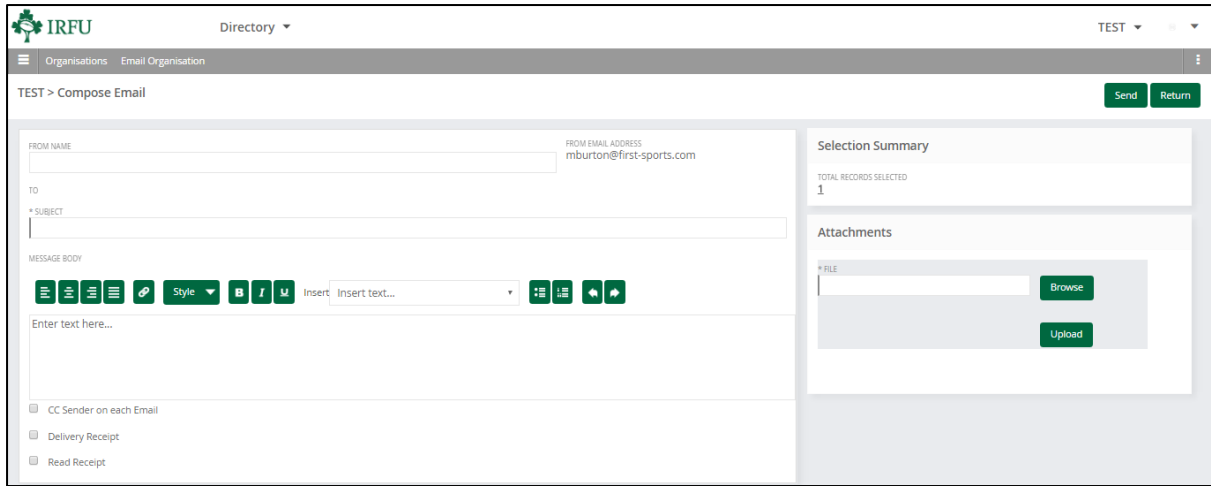 IRFU
Directory
TEST
Organisations Email Organisation
TEST > Compose Email
Send Return
FROM NAME
FROM EMAIL ADDRESS
mburton@first-sports.com
TO
* SUBJECT
MESSAGE BODY
Style B I U Insert Insert text...
Enter text here...
CC Sender on each Email
Delivery Receipt
Read Receipt
Selection Summary
TOTAL RECORDS SELECTED
1
Attachments
* FILE
Browse
Upload